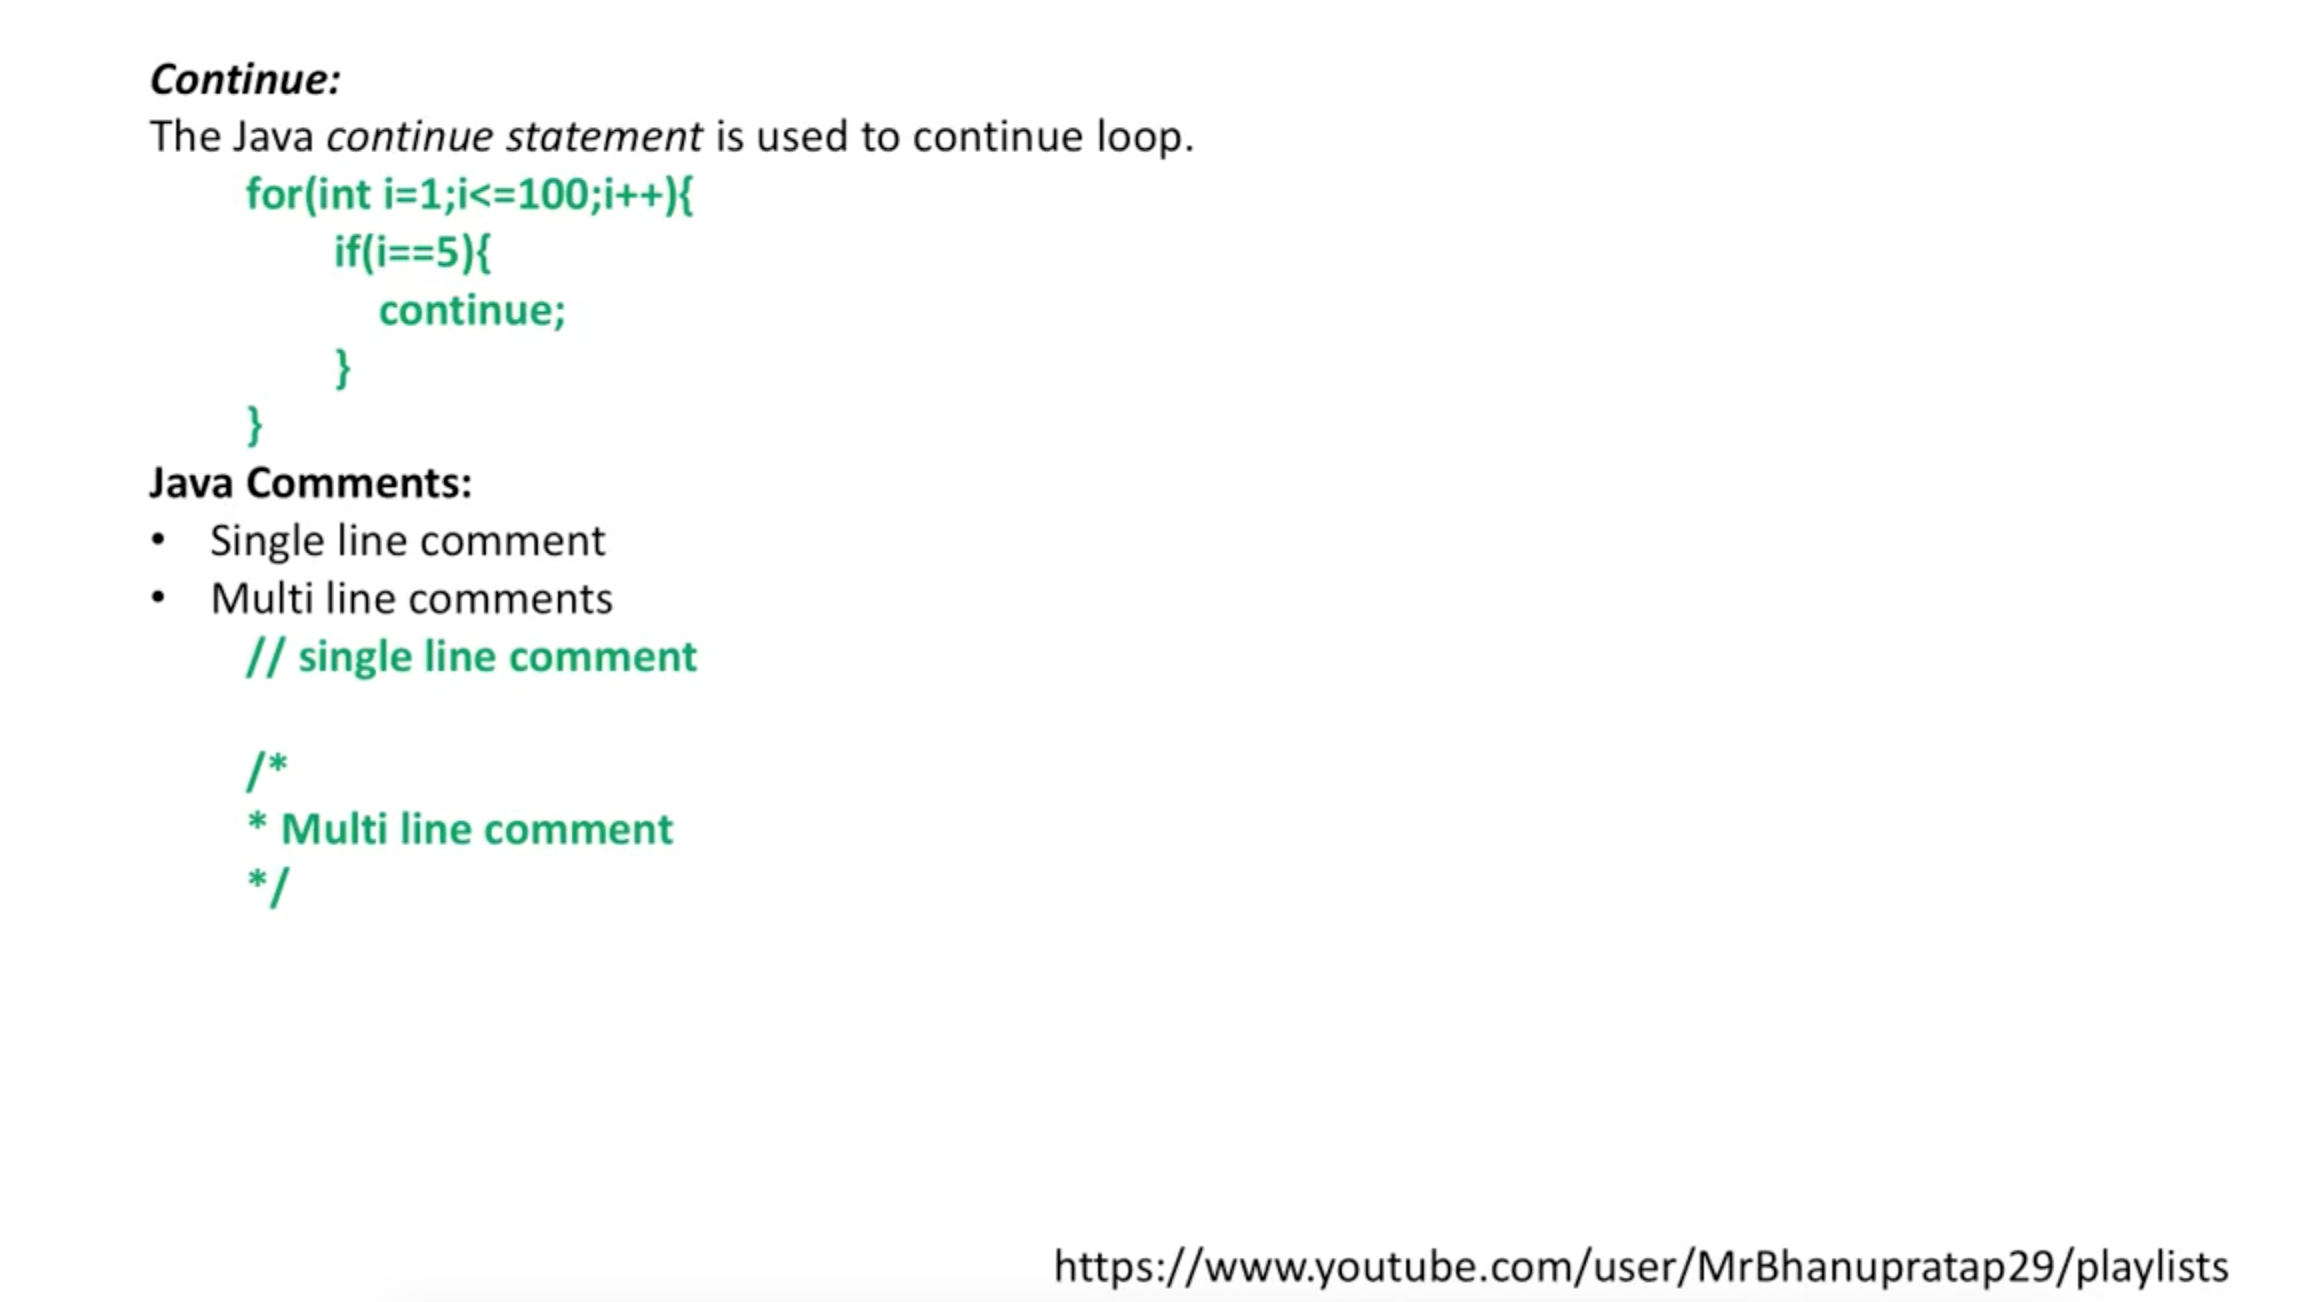 Continue:
The Java continue statement is used to continue loop.
for(int i=1;i<=100;i++){
if(i==5){
continue;
}
}
Java Comments:
• Single line comment
• Multi line comments
// single line comment
/*
* Multi line comment
*/
https://www.youtube.com/user/MrBhanupratap29/playlists